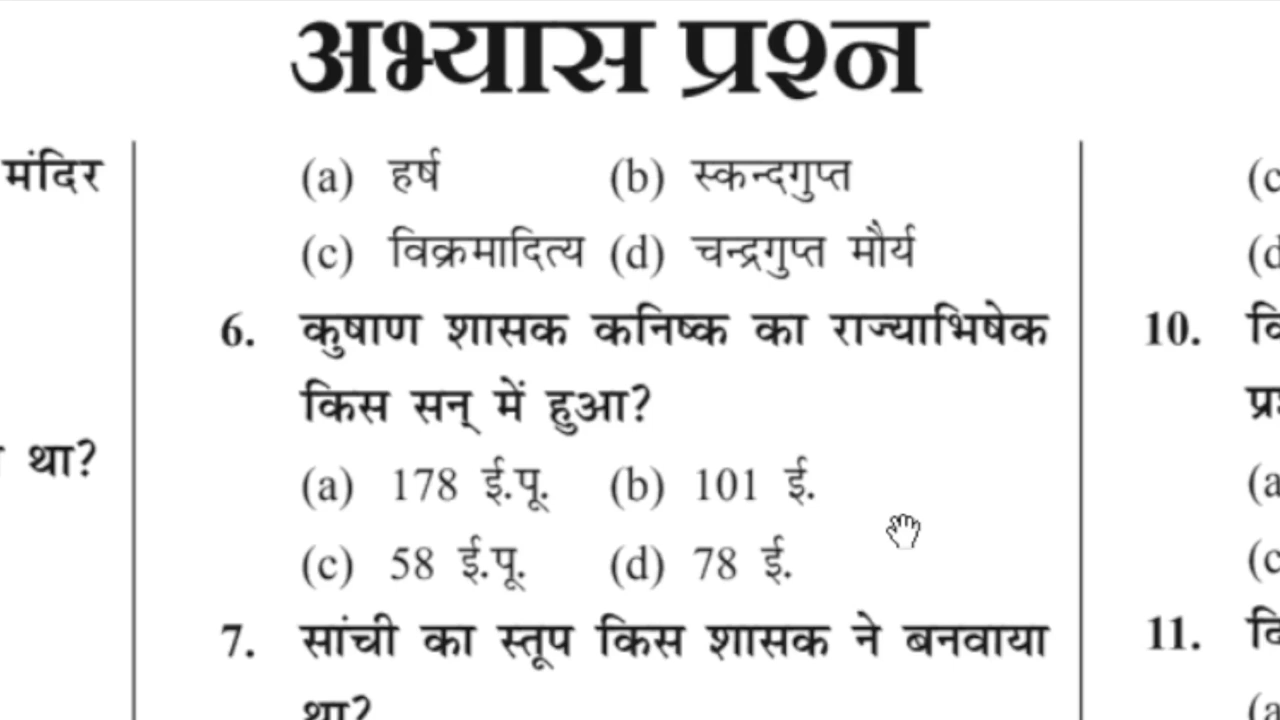 अभ्यास प्रश्न
मंदिर
था?
(a) हर्ष (b) स्कन्दगुप्त
(c) विक्रमादित्य (d) चन्द्रगुप्त मौर्य
6. कुषाण शासक कनिष्क का राज्याभिषेक
किस सन् में हुआ?
(a) 178 ई.पू. (b) 101 ई.
(c) 58 ई.पू. (d) 78 ई.
7. सांची का स्तूप किस शासक ने बनवाया
था?
10.
11.